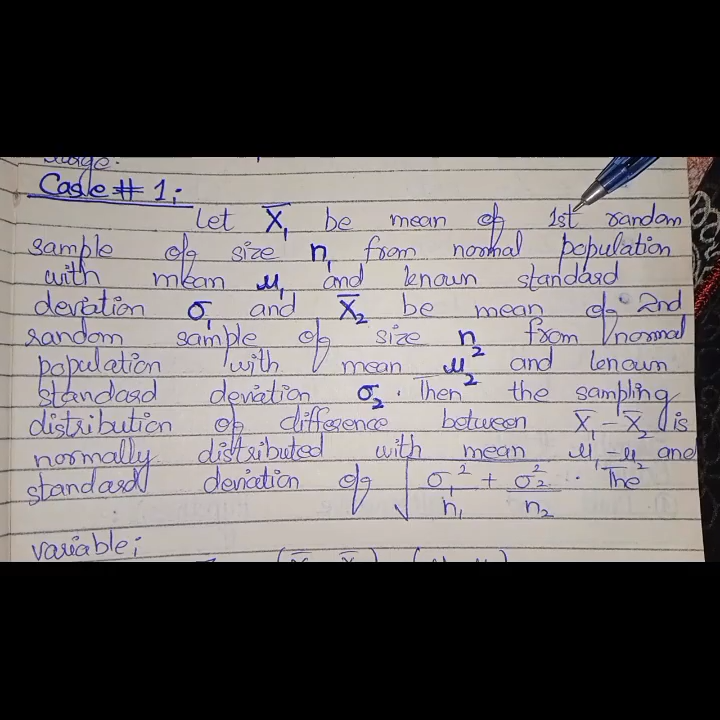 Case # 1;
Let X̄₁ be mean of 1st random
sample of size n₁ from normal population
with mean μ₁ and known standard
deviation σ₁ and X̄₂ be mean of 2nd
random sample of size n₂ from normal
population with mean μ₂ and known
standard deviation σ₂. Then the sampling
distribution of difference between X̄₁ - X̄₂ is
normally distributed with mean μ₁ - μ₂ and
standard deviation of √(σ₁²/n₁ + σ₂²/n₂). The
variable;